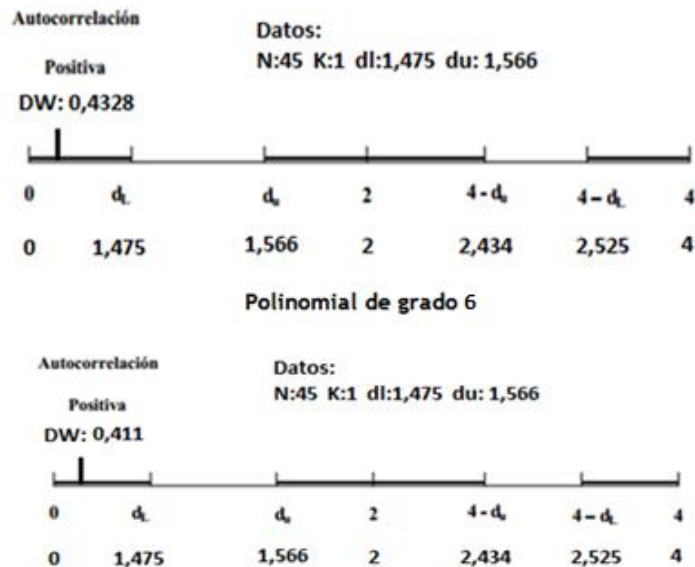 Autocorrelación
Positiva
DW: 0,4328
Datos:
N:45 K:1 dl:1,475 du: 1,566
0 dL du 2 4 - du 4 – dL 4
0 1,475 1,566 2 2,434 2,525 4
Polinomial de grado 6
Autocorrelación
Positiva
DW: 0,411
Datos:
N:45 K:1 dl:1,475 du: 1,566
0 dL du 2 4 - du 4 – dL 4
0 1,475 1,566 2 2,434 2,525 4